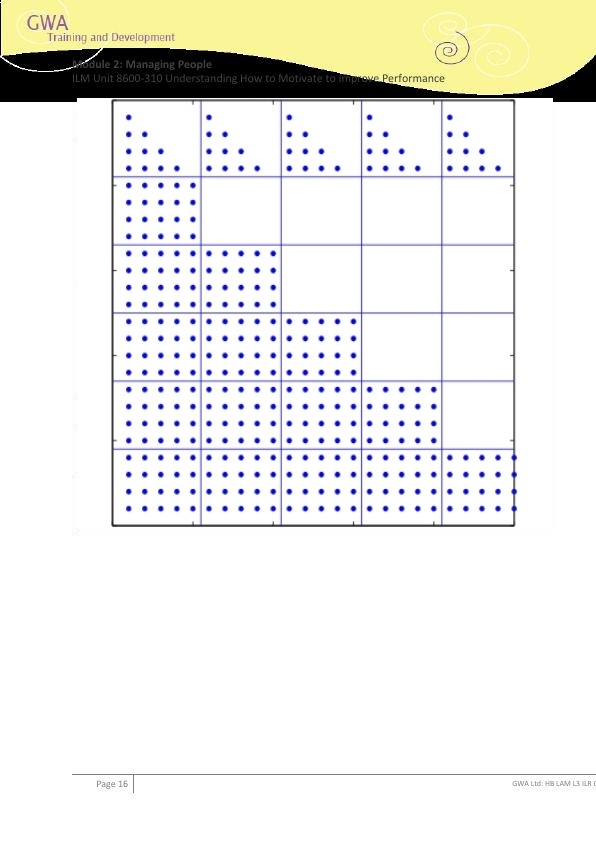 GWA
Training and Development
Module 2: Managing People
ILM Unit 8600-310 Understanding How to Motivate to Improve Performance
Page 16
GWA Ltd: HB LAM L3 ILR